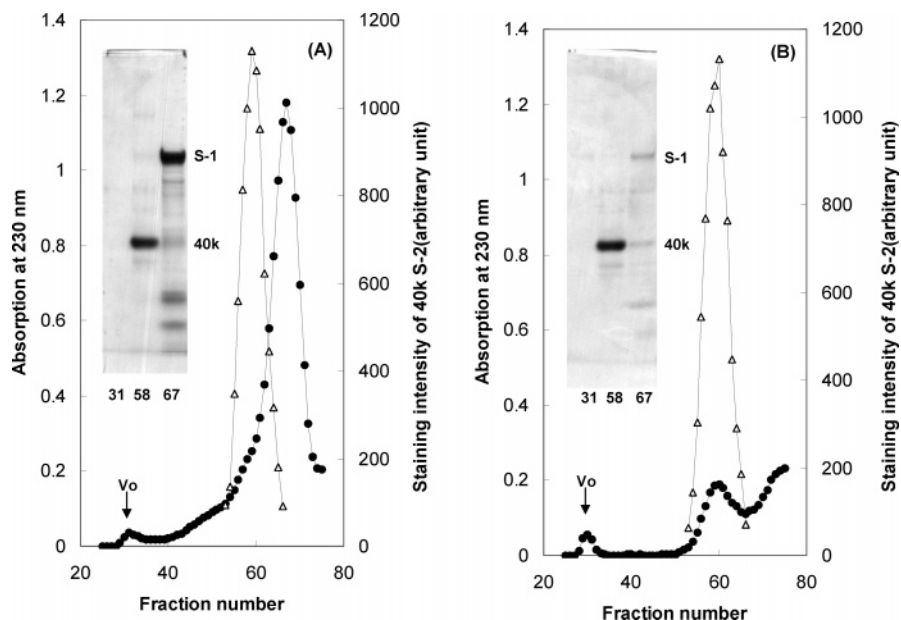 (A)
1.4
1.2
1
0.8
0.6
0.4
0.2
0
1200
1000
800
600
400
200
0
S-1
40k
31 58 67
Vo
20 40 60 80
Absorption at 230 nm
Staining intensity of 40k S-2(arbitrary unit)
Fraction number
(B)
1.4
1.2
1
0.8
0.6
0.4
0.2
0
1200
1000
800
600
400
200
0
S-1
40k
31 58 67
Vo
20 40 60 80
Absorption at 230 nm
Staining intensity of 40k S-2(arbitrary unit)
Fraction number